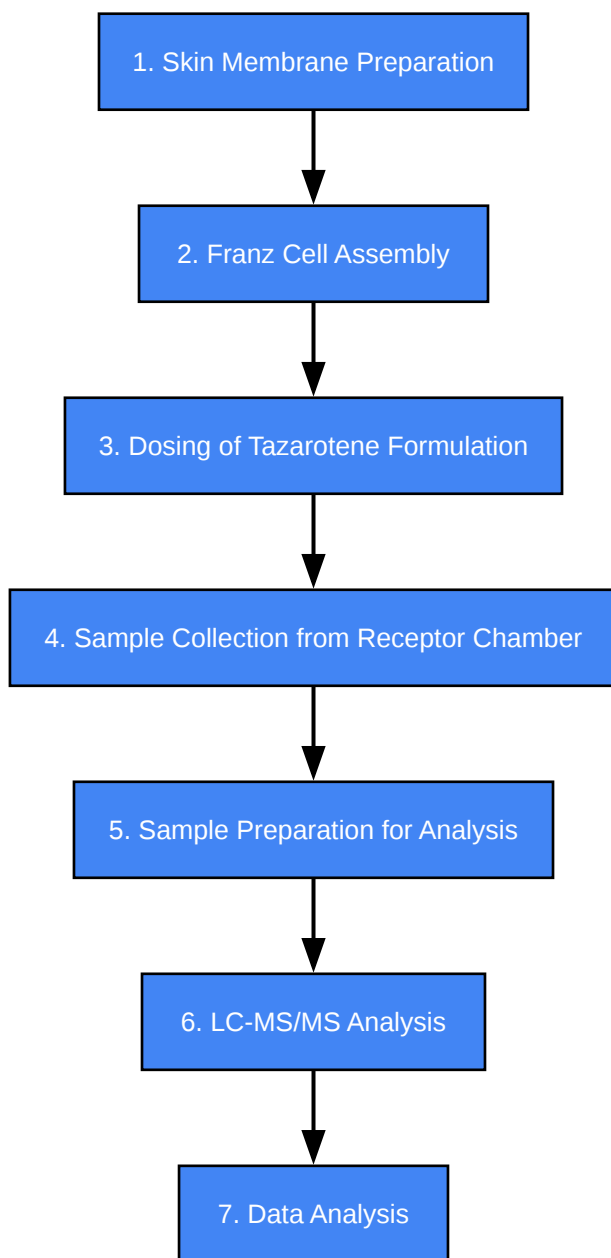 1. Skin Membrane Preparation
2. Franz Cell Assembly
3. Dosing of Tazarotene Formulation
4. Sample Collection from Receptor Chamber
5. Sample Preparation for Analysis
6. LC-MS/MS Analysis
7. Data Analysis